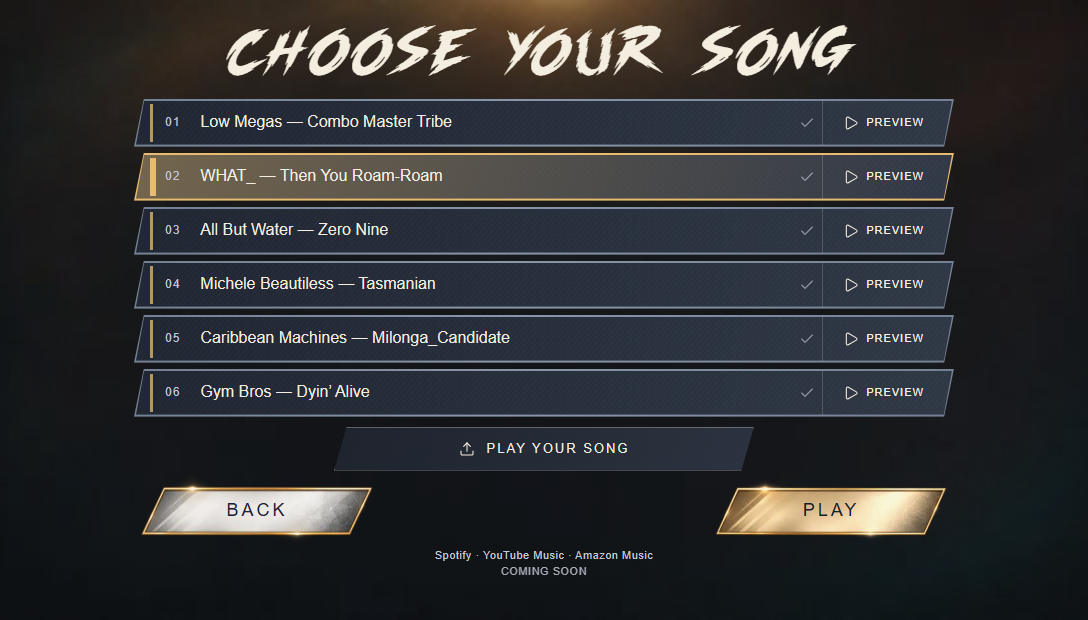 CHOOSE YOUR SONG
01 Low Megas — Combo Master Tribe PREVIEW
02 WHAT_ — Then You Roam-Roam PREVIEW
03 All But Water — Zero Nine PREVIEW
04 Michele Beautiless — Tasmanian PREVIEW
05 Caribbean Machines — Milonga_Candidate PREVIEW
06 Gym Bros — Dyin’ Alive PREVIEW
PLAY YOUR SONG
BACK PLAY
Spotify · YouTube Music · Amazon Music
COMING SOON